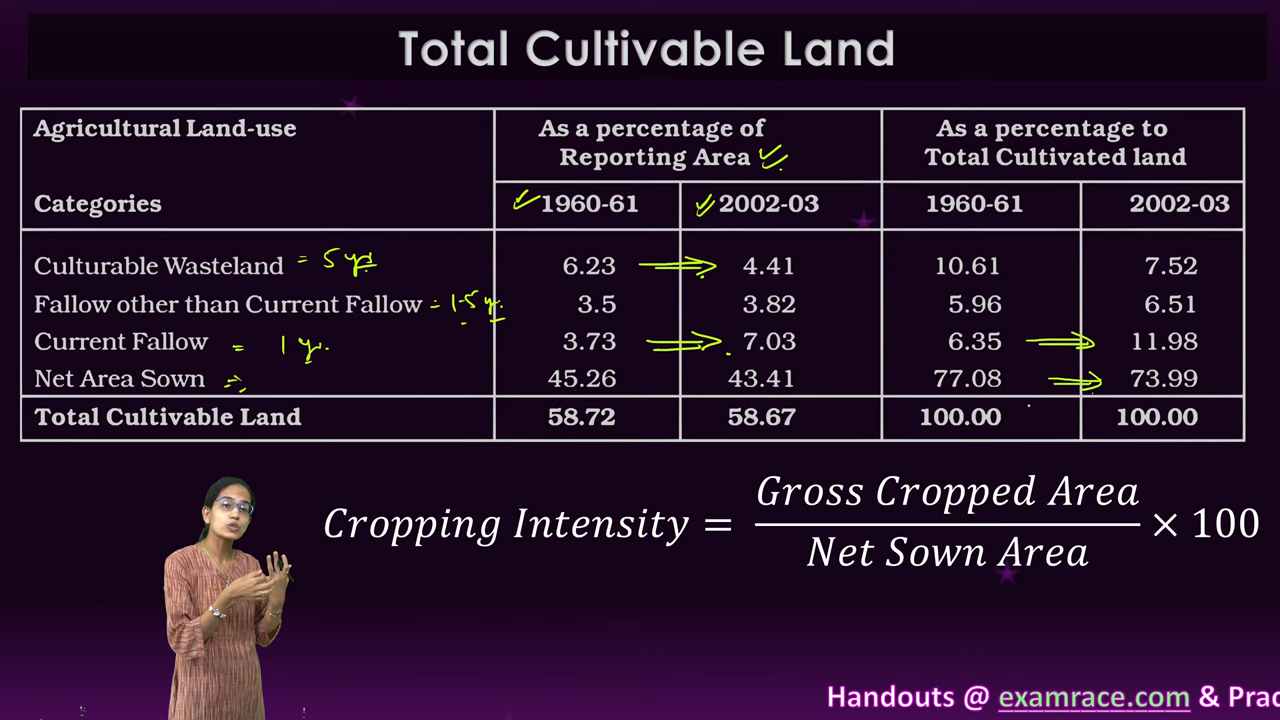 Total Cultivable Land
Agricultural Land-use As a percentage of Reporting Area As a percentage to Total Cultivated land
Categories 1960-61 2002-03 1960-61 2002-03
Culturable Wasteland = 5 yrs 6.23 4.41 10.61 7.52
Fallow other than Current Fallow = 1-5 yr. 3.5 3.82 5.96 6.51
Current Fallow = 1 yr. 3.73 7.03 6.35 11.98
Net Area Sown 45.26 43.41 77.08 73.99
Total Cultivable Land 58.72 58.67 100.00 100.00
Cropping Intensity = Gross Cropped Area / Net Sown Area × 100
Handouts @ examrace.com & Prac